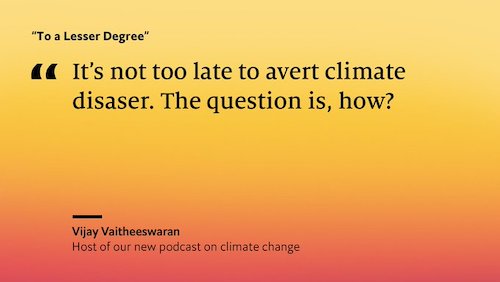 “To a Lesser Degree”
“ It’s not too late to avert climate
disaser. The question is, how?
Vijay Vaitheeswaran
Host of our new podcast on climate change